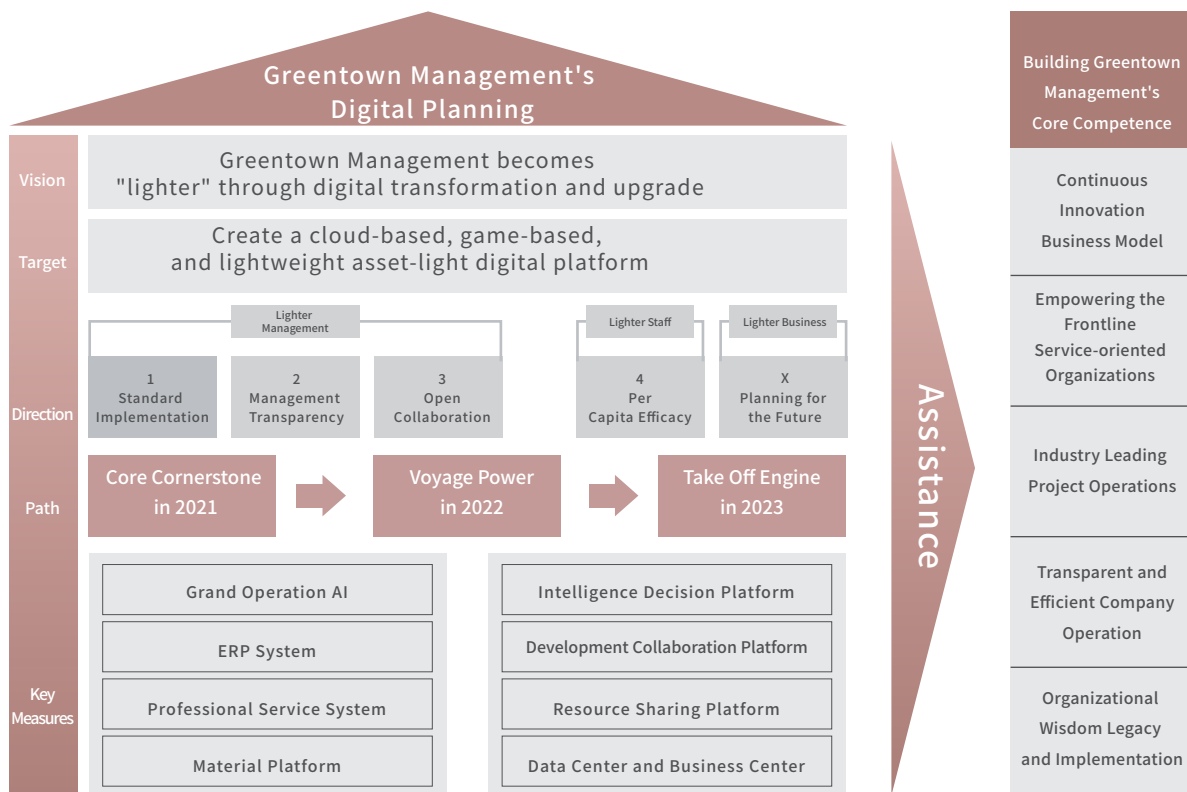 Greentown Management's
Digital Planning
Vision
Greentown Management becomes
"lighter" through digital transformation and upgrade
Target
Create a cloud-based, game-based,
and lightweight asset-light digital platform
Direction
Lighter
Management
Lighter Staff
Lighter Business
1
Standard
Implementation
2
Management
Transparency
3
Open
Collaboration
4
Per
Capita Efficacy
X
Planning for
the Future
Path
Core Cornerstone
in 2021
Voyage Power
in 2022
Take Off Engine
in 2023
Key
Measures
Grand Operation AI
ERP System
Professional Service System
Material Platform
Intelligence Decision Platform
Development Collaboration Platform
Resource Sharing Platform
Data Center and Business Center
Assistance
Building Greentown
Management's
Core Competence
Continuous
Innovation
Business Model
Empowering the
Frontline
Service-oriented
Organizations
Industry Leading
Project Operations
Transparent and
Efficient Company
Operation
Organizational
Wisdom Legacy
and Implementation